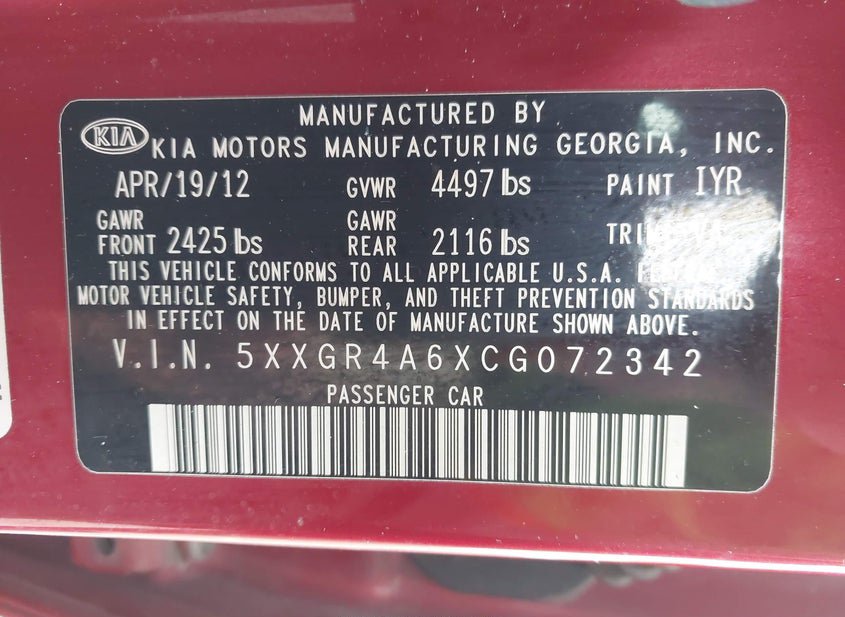 MANUFACTURED BY
KIA KIA MOTORS MANUFACTURING GEORGIA, INC.
APR/19/12 GVWR 4497 lbs PAINT IYR
GAWR FRONT 2425 lbs GAWR REAR 2116 lbs TRIM
THIS VEHICLE CONFORMS TO ALL APPLICABLE U.S.A. FEDERAL
MOTOR VEHICLE SAFETY, BUMPER, AND THEFT PREVENTION STANDARDS
IN EFFECT ON THE DATE OF MANUFACTURE SHOWN ABOVE.
V.I.N. 5XXGR4A6XCG072342
PASSENGER CAR